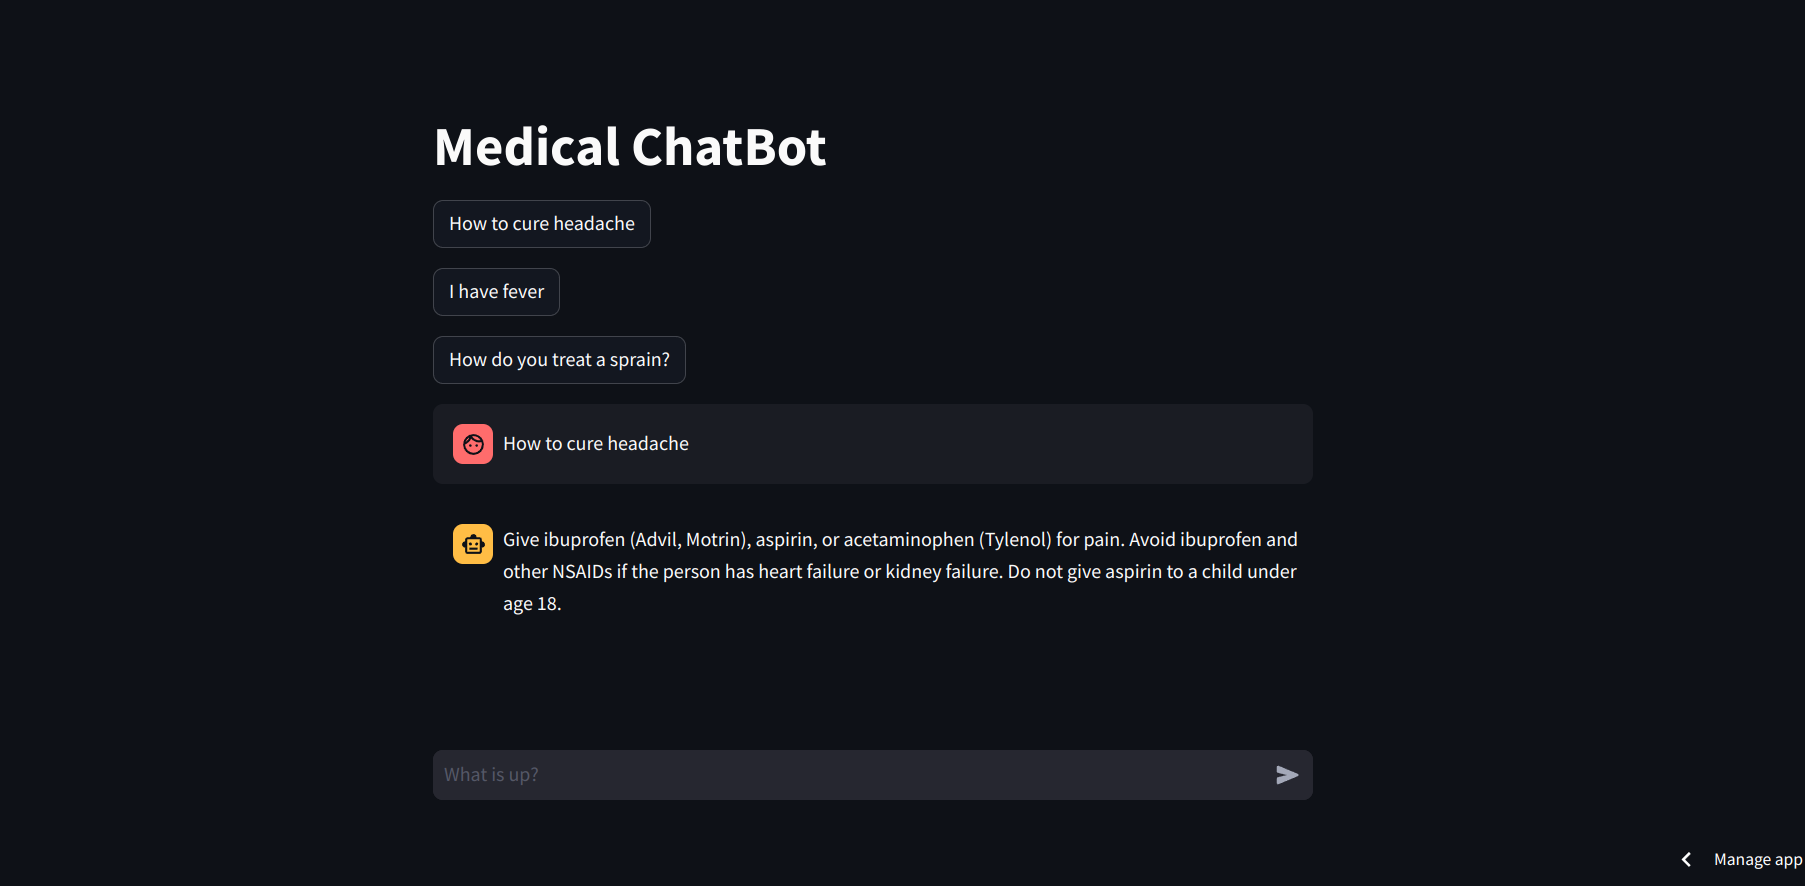 Medical ChatBot
How to cure headache
I have fever
How do you treat a sprain?
How to cure headache
Give ibuprofen (Advil, Motrin), aspirin, or acetaminophen (Tylenol) for pain. Avoid ibuprofen and
other NSAIDs if the person has heart failure or kidney failure. Do not give aspirin to a child under
age 18.
What is up?
Manage app